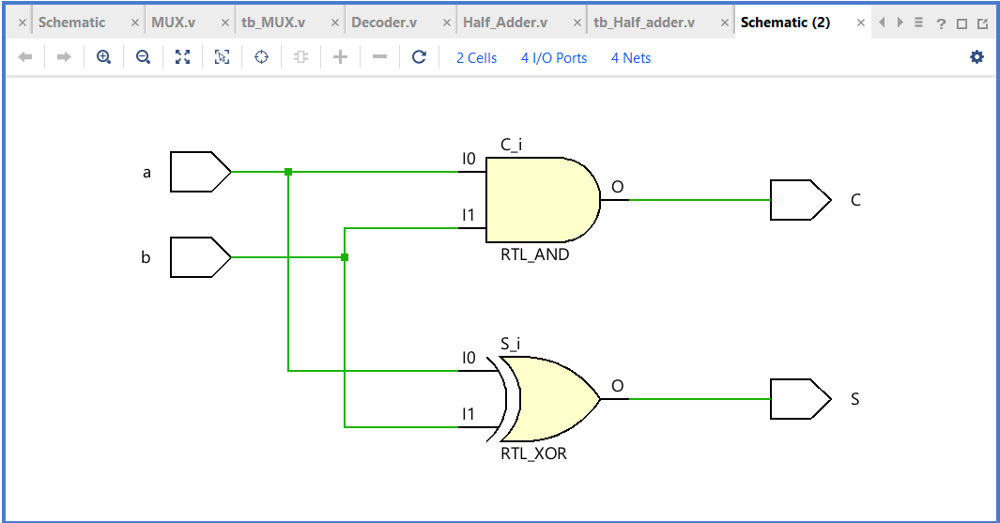 Schematic MUX.v tb_MUX.v Decoder.v Half_Adder.v tb_Half_adder.v Schematic (2)
2 Cells 4 I/O Ports 4 Nets
C_i
a I0 O C
I1
b RTL_AND
S_i
I0 O S
I1
RTL_XOR